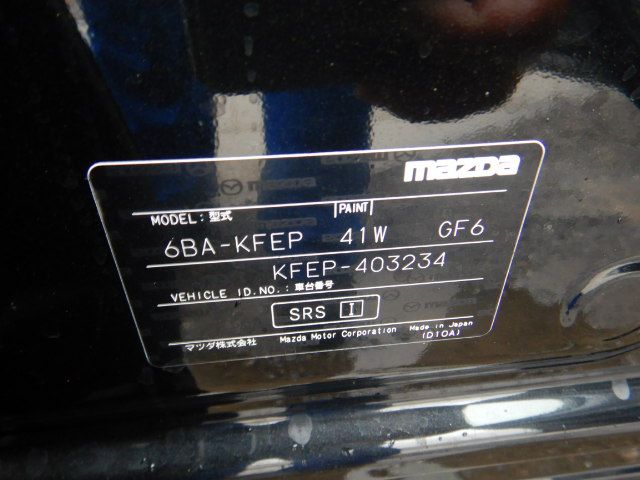 mazda
MODEL: 型式 PAINT
6BA-KFEP 41W GF6
KFEP-403234
VEHICLE ID.NO.: 車台番号
SRS I
マツダ株式会社 Mazda Motor Corporation Made in Japan
(D10A)